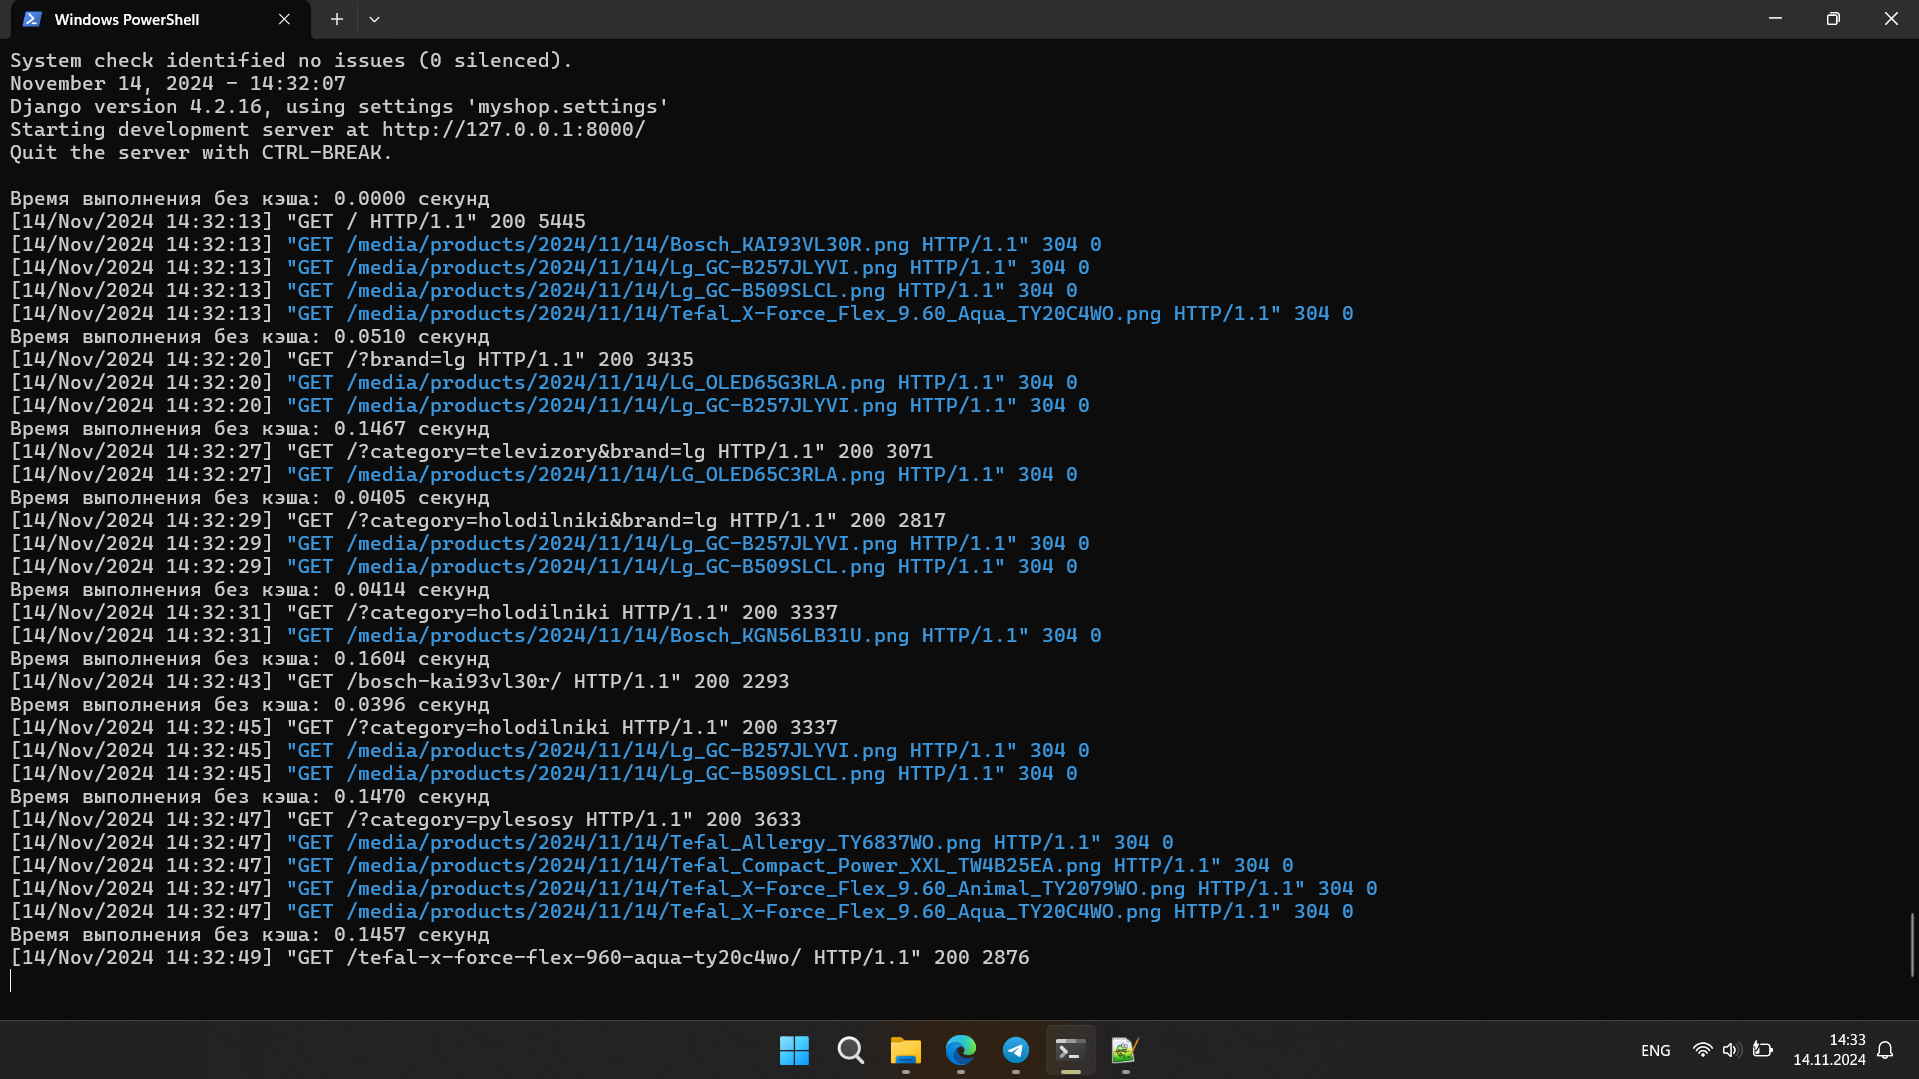 Windows PowerShell
System check identified no issues (0 silenced).
November 14, 2024 - 14:32:07
Django version 4.2.16, using settings 'myshop.settings'
Starting development server at http://127.0.0.1:8000/
Quit the server with CTRL-BREAK.
Время выполнения без кэша: 0.0000 секунд
[14/Nov/2024 14:32:13] "GET / HTTP/1.1" 200 5445
[14/Nov/2024 14:32:13] "GET /media/products/2024/11/14/Bosch_KAI93VL30R.png HTTP/1.1" 304 0
[14/Nov/2024 14:32:13] "GET /media/products/2024/11/14/Lg_GC-B257JLYVI.png HTTP/1.1" 304 0
[14/Nov/2024 14:32:13] "GET /media/products/2024/11/14/Lg_GC-B509SLCL.png HTTP/1.1" 304 0
[14/Nov/2024 14:32:13] "GET /media/products/2024/11/14/Tefal_X-Force_Flex_9.60_Aqua_TY20C4WO.png HTTP/1.1" 304 0
Время выполнения без кэша: 0.0510 секунд
[14/Nov/2024 14:32:20] "GET /?brand=lg HTTP/1.1" 200 3435
[14/Nov/2024 14:32:20] "GET /media/products/2024/11/14/LG_OLED65G3RLA.png HTTP/1.1" 304 0
[14/Nov/2024 14:32:20] "GET /media/products/2024/11/14/Lg_GC-B257JLYVI.png HTTP/1.1" 304 0
Время выполнения без кэша: 0.1467 секунд
[14/Nov/2024 14:32:27] "GET /?category=televizory&brand=lg HTTP/1.1" 200 3071
[14/Nov/2024 14:32:27] "GET /media/products/2024/11/14/LG_OLED65C3RLA.png HTTP/1.1" 304 0
Время выполнения без кэша: 0.0405 секунд
[14/Nov/2024 14:32:29] "GET /?category=holodilniki&brand=lg HTTP/1.1" 200 2817
[14/Nov/2024 14:32:29] "GET /media/products/2024/11/14/Lg_GC-B257JLYVI.png HTTP/1.1" 304 0
[14/Nov/2024 14:32:29] "GET /media/products/2024/11/14/Lg_GC-B509SLCL.png HTTP/1.1" 304 0
Время выполнения без кэша: 0.0414 секунд
[14/Nov/2024 14:32:31] "GET /?category=holodilniki HTTP/1.1" 200 3337
[14/Nov/2024 14:32:31] "GET /media/products/2024/11/14/Bosch_KGN56LB31U.png HTTP/1.1" 304 0
Время выполнения без кэша: 0.1604 секунд
[14/Nov/2024 14:32:43] "GET /bosch-kai93vl30r/ HTTP/1.1" 200 2293
Время выполнения без кэша: 0.0396 секунд
[14/Nov/2024 14:32:45] "GET /?category=holodilniki HTTP/1.1" 200 3337
[14/Nov/2024 14:32:45] "GET /media/products/2024/11/14/Lg_GC-B257JLYVI.png HTTP/1.1" 304 0
[14/Nov/2024 14:32:45] "GET /media/products/2024/11/14/Lg_GC-B509SLCL.png HTTP/1.1" 304 0
Время выполнения без кэша: 0.1470 секунд
[14/Nov/2024 14:32:47] "GET /?category=pylesosy HTTP/1.1" 200 3633
[14/Nov/2024 14:32:47] "GET /media/products/2024/11/14/Tefal_Allergy_TY6837WO.png HTTP/1.1" 304 0
[14/Nov/2024 14:32:47] "GET /media/products/2024/11/14/Tefal_Compact_Power_XXL_TW4B25EA.png HTTP/1.1" 304 0
[14/Nov/2024 14:32:47] "GET /media/products/2024/11/14/Tefal_X-Force_Flex_9.60_Animal_TY2079WO.png HTTP/1.1" 304 0
[14/Nov/2024 14:32:47] "GET /media/products/2024/11/14/Tefal_X-Force_Flex_9.60_Aqua_TY20C4WO.png HTTP/1.1" 304 0
Время выполнения без кэша: 0.1457 секунд
[14/Nov/2024 14:32:49] "GET /tefal-x-force-flex-960-aqua-ty20c4wo/ HTTP/1.1" 200 2876
ENG
14:33
14.11.2024